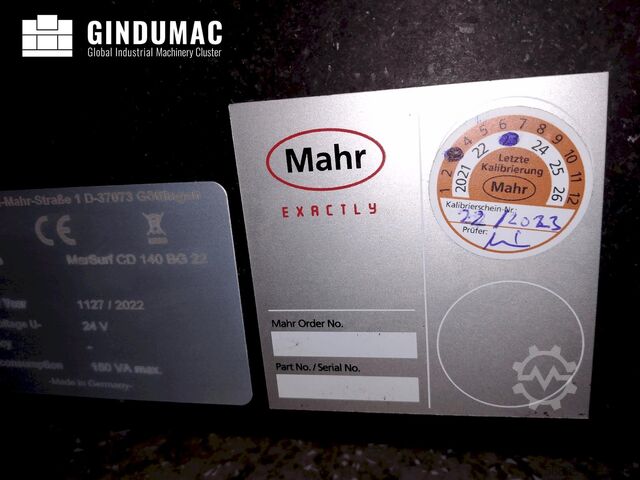 GINDUMAC
Global Industrial Machinery Cluster
-Mahr-Straße 1 D-37073 Göttingen
CE
MarSurf CD 140 BG 22
Year 1127 / 2022
U- 24 V
-
150 VA max.
-Made in Germany-
Mahr
EXACTLY
Mahr Order No.
Part No. / Serial No.
1 2 4 5 6 7 8 9 10 11 12
2021 22 24 25 26
Letzte
Kalibrierung
Mahr
Kalibrierschein-Nr.:
22/2023
Prüfer: